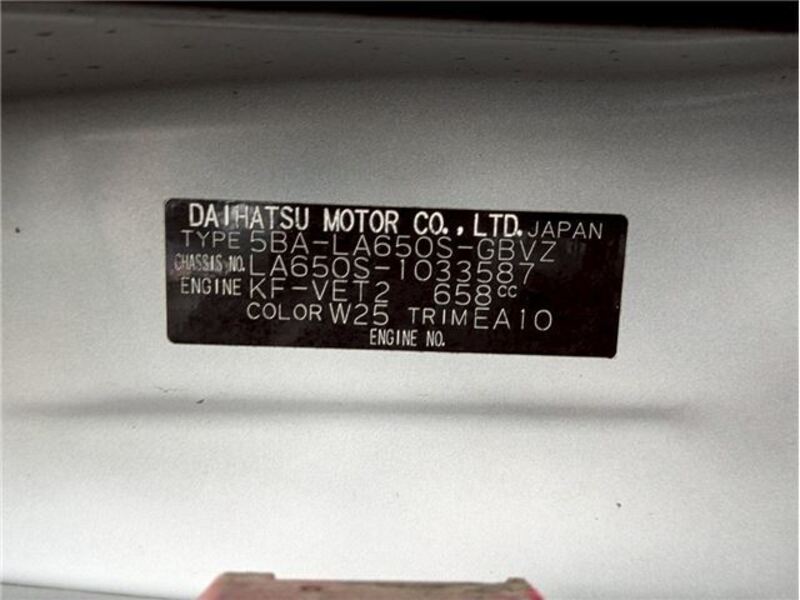 DAIHATSU MOTOR CO., LTD. JAPAN
TYPE 5BA-LA650S-GBVZ
CHASSIS NO. LA650S-1033587
ENGINE KF-VET2 658cc
COLOR W25 TRIM EA10
ENGINE NO.